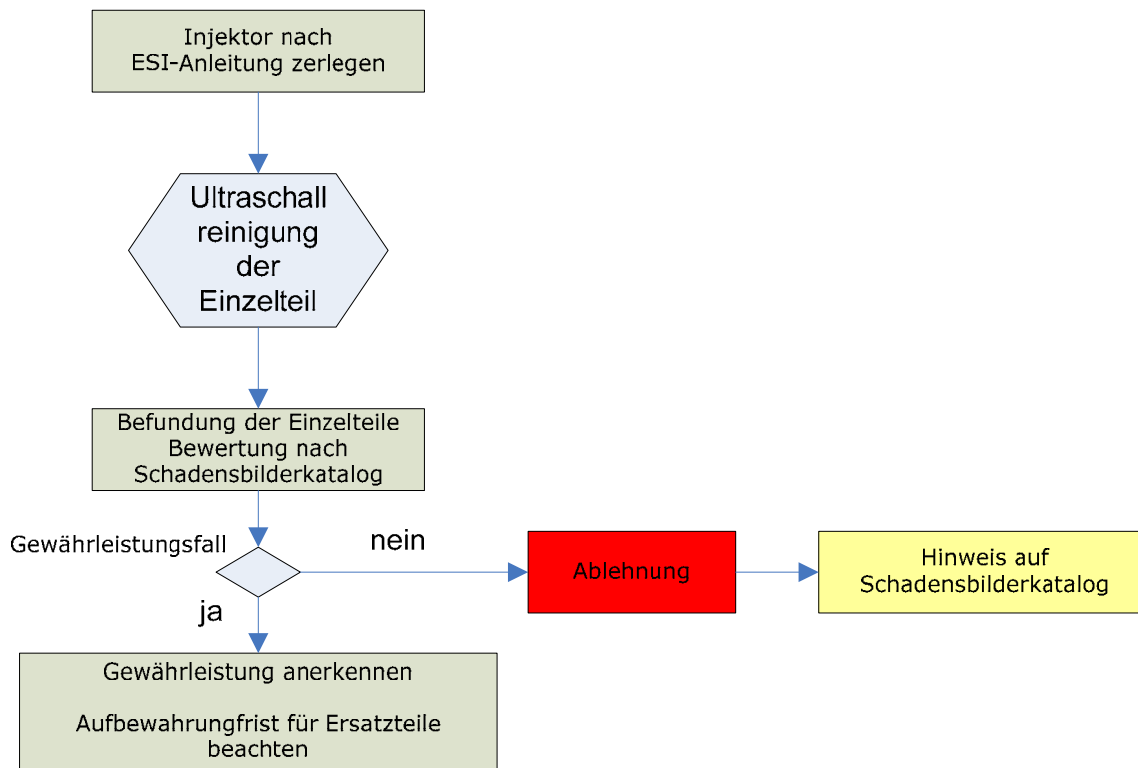 Injektor nach
ESI-Anleitung zerlegen
Ultraschall
reinigung
der
Einzelteil
Befundung der Einzelteile
Bewertung nach
Schadensbilderkatalog
Gewährleistungsfall
nein
Ablehnung
Hinweis auf
Schadensbilderkatalog
ja
Gewährleistung anerkennen
Aufbewahrungfrist für Ersatzteile
beachten